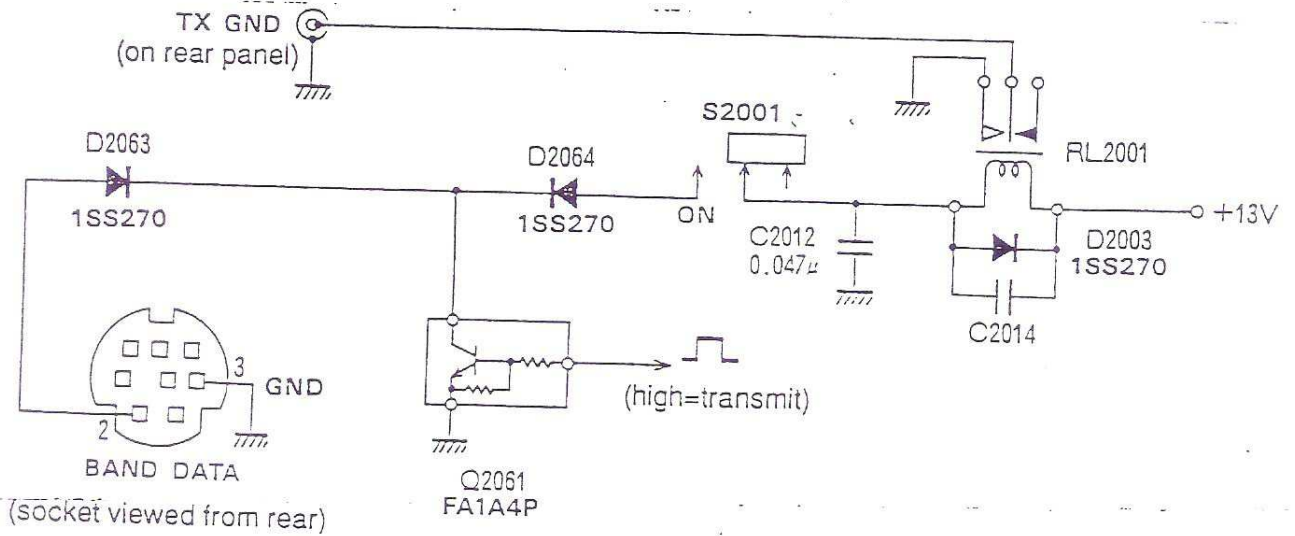 TX GND
(on rear panel)
S2001
D2063
D2064
RL2001
1SS270
1SS270
ON
+13V
C2012
0.047µ
D2003
1SS270
C2014
3
GND
(high=transmit)
2
BAND DATA
Q2061
FA1A4P
(socket viewed from rear)